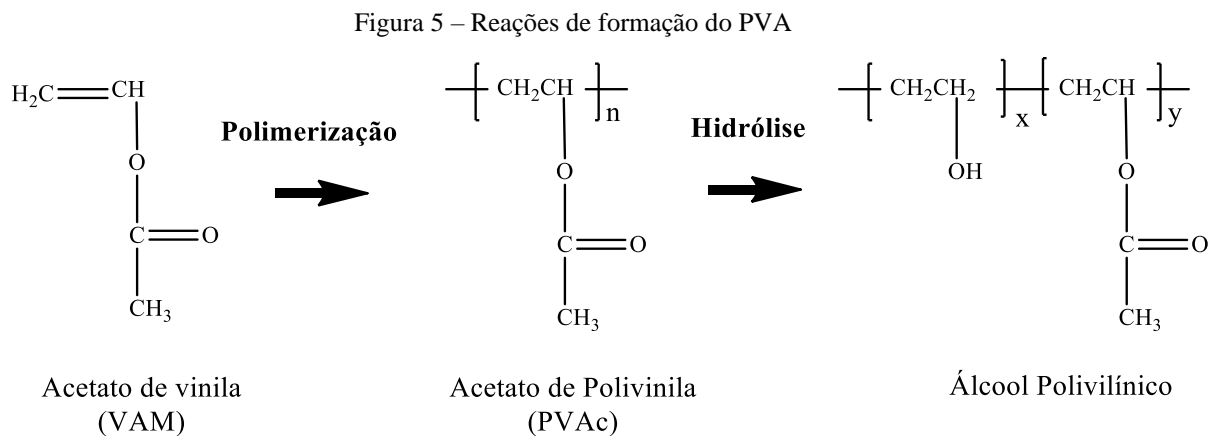 Figura 5 – Reações de formação do PVA
H₂C CH
O
C O
CH₃
Polimerização
CH₂CH
n
O
C O
CH₃
Hidrólise
CH₂CH₂
x
OH
CH₂CH
y
O
C O
CH₃
Acetato de vinila
(VAM)
Acetato de Polivinila
(PVAc)
Álcool Polivilínico